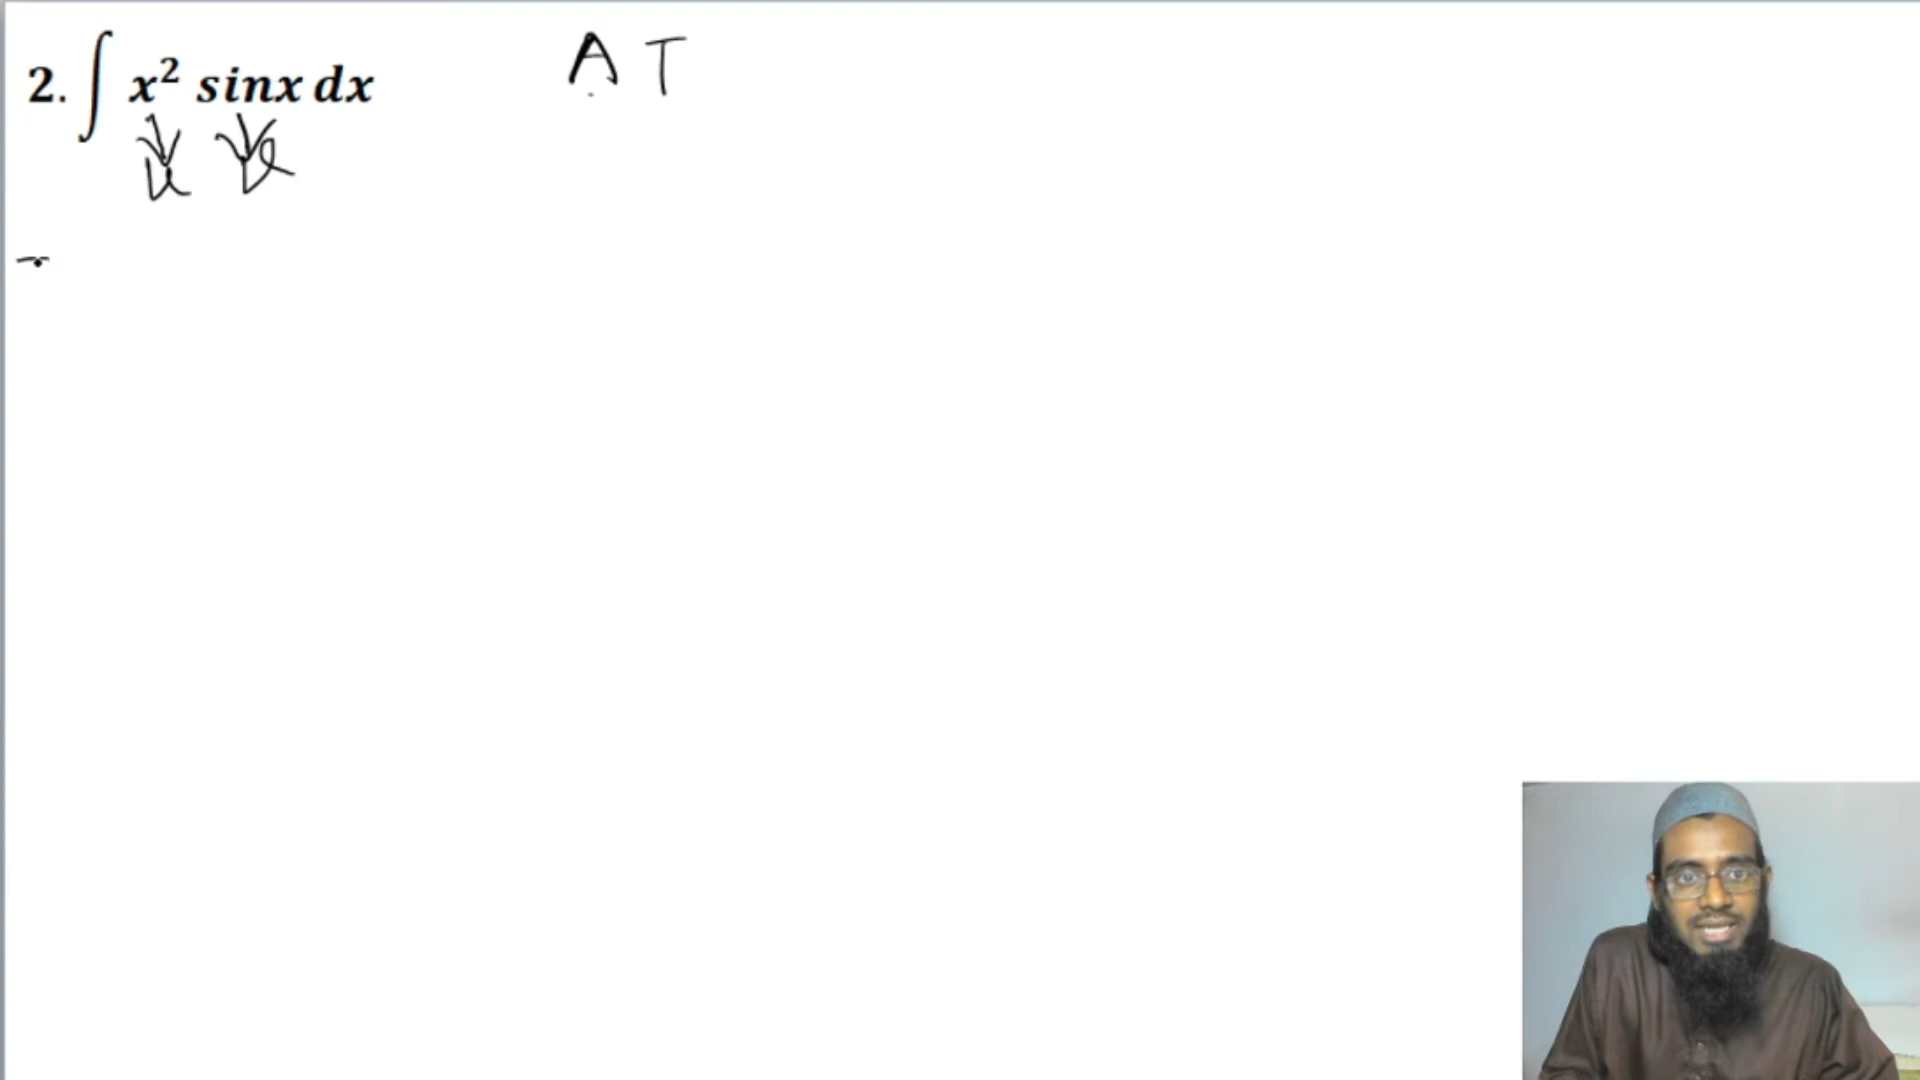 2. ∫ x² sinx dx A T
u v